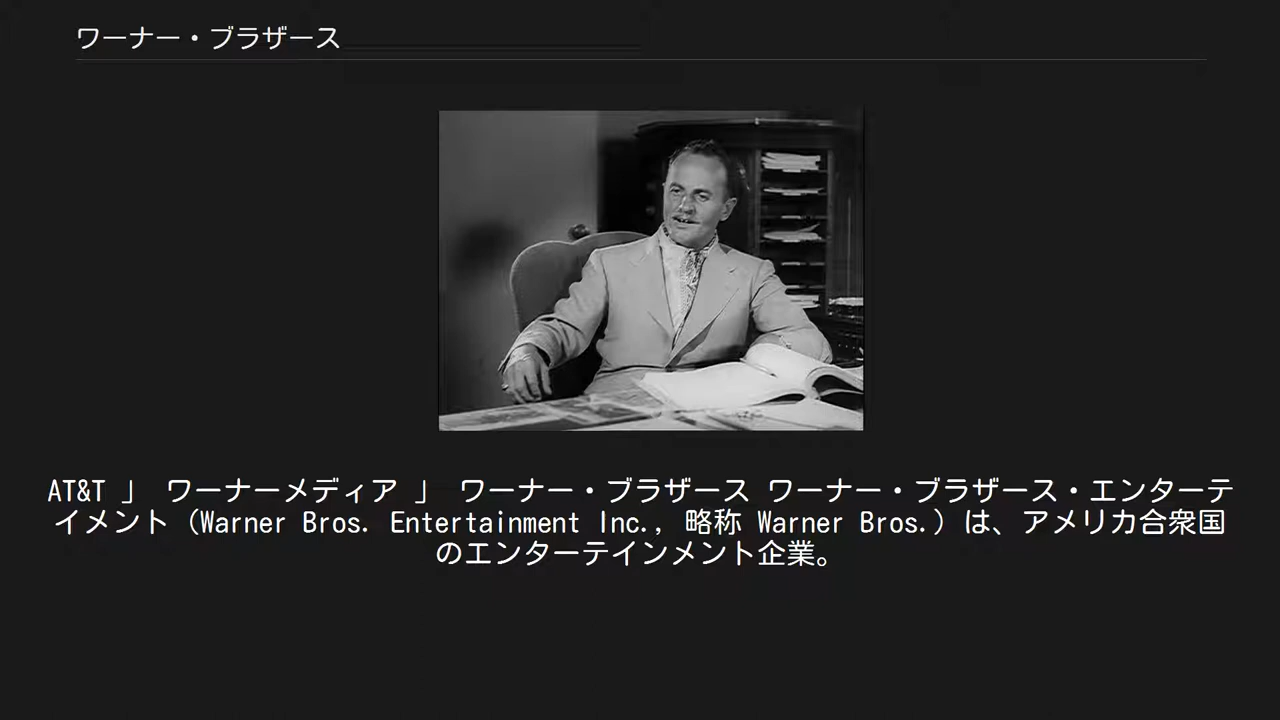 ワーナー・ブラザース
AT&T 」 ワーナーメディア 」 ワーナー・ブラザース ワーナー・ブラザース・エンターテ
イメント（Warner Bros. Entertainment Inc., 略称 Warner Bros.）は、アメリカ合衆国
のエンターテインメント企業。